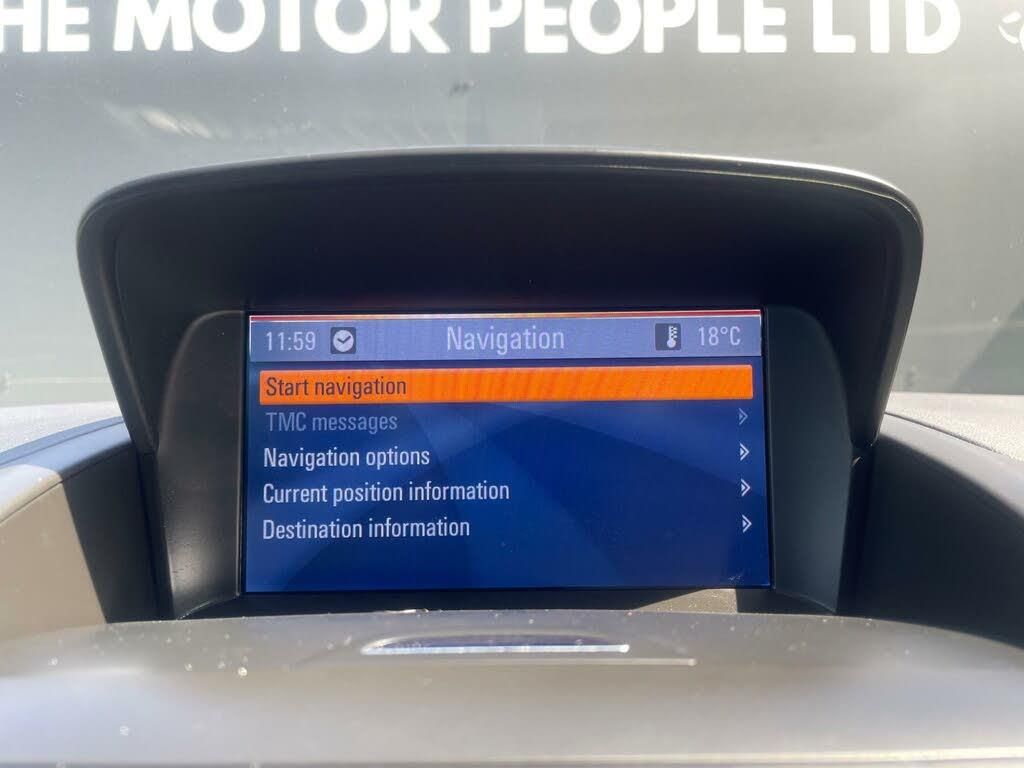 HE MOTOR PEOPLE LTD
11:59 Navigation 18°C
Start navigation
TMC messages
Navigation options
Current position information
Destination information